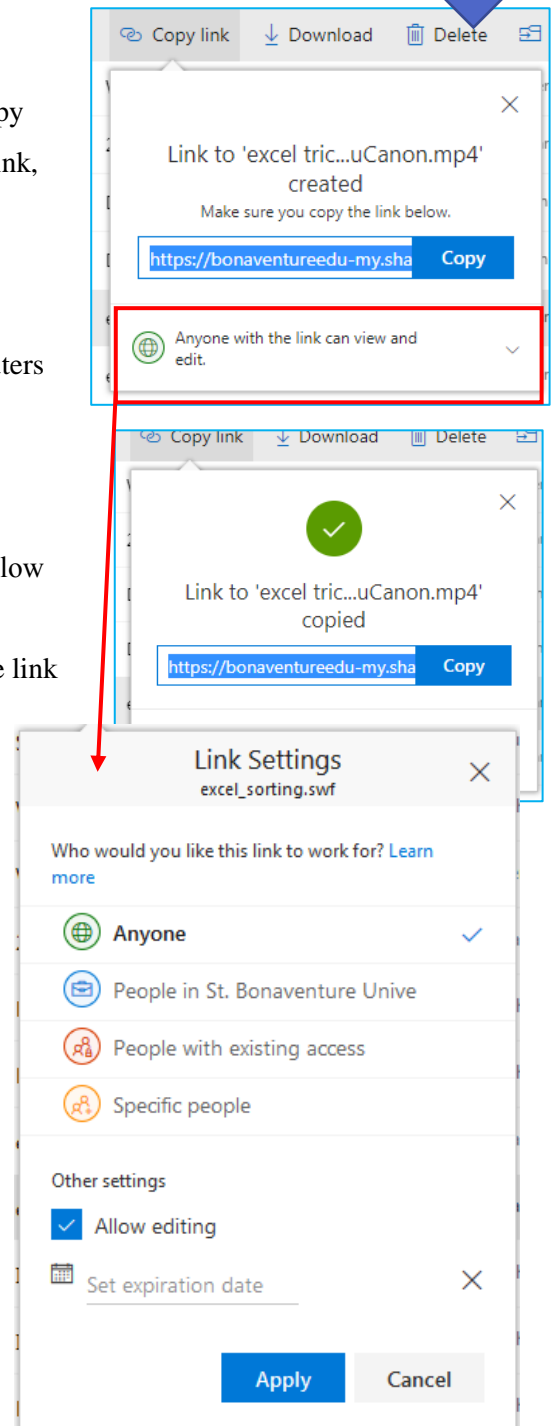 Copy link Download Delete
Link to 'excel tric...uCanon.mp4'
created
Make sure you copy the link below.
https://bonaventureedu-my.sha Copy
Anyone with the link can view and
edit.
Copy link Download Delete
Link to 'excel tric...uCanon.mp4'
copied
https://bonaventureedu-my.sha Copy
link
Link Settings
excel_sorting.swf
Who would you like this link to work for? Learn
more
Anyone
People in St. Bonaventure Unive
People with existing access
Specific people
Other settings
Allow editing
Set expiration date
Apply Cancel